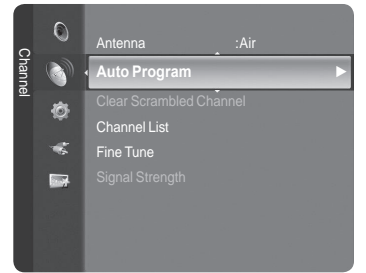 Channel
Antenna :Air
Auto Program
Clear Scrambled Channel
Channel List
Fine Tune
Signal Strength